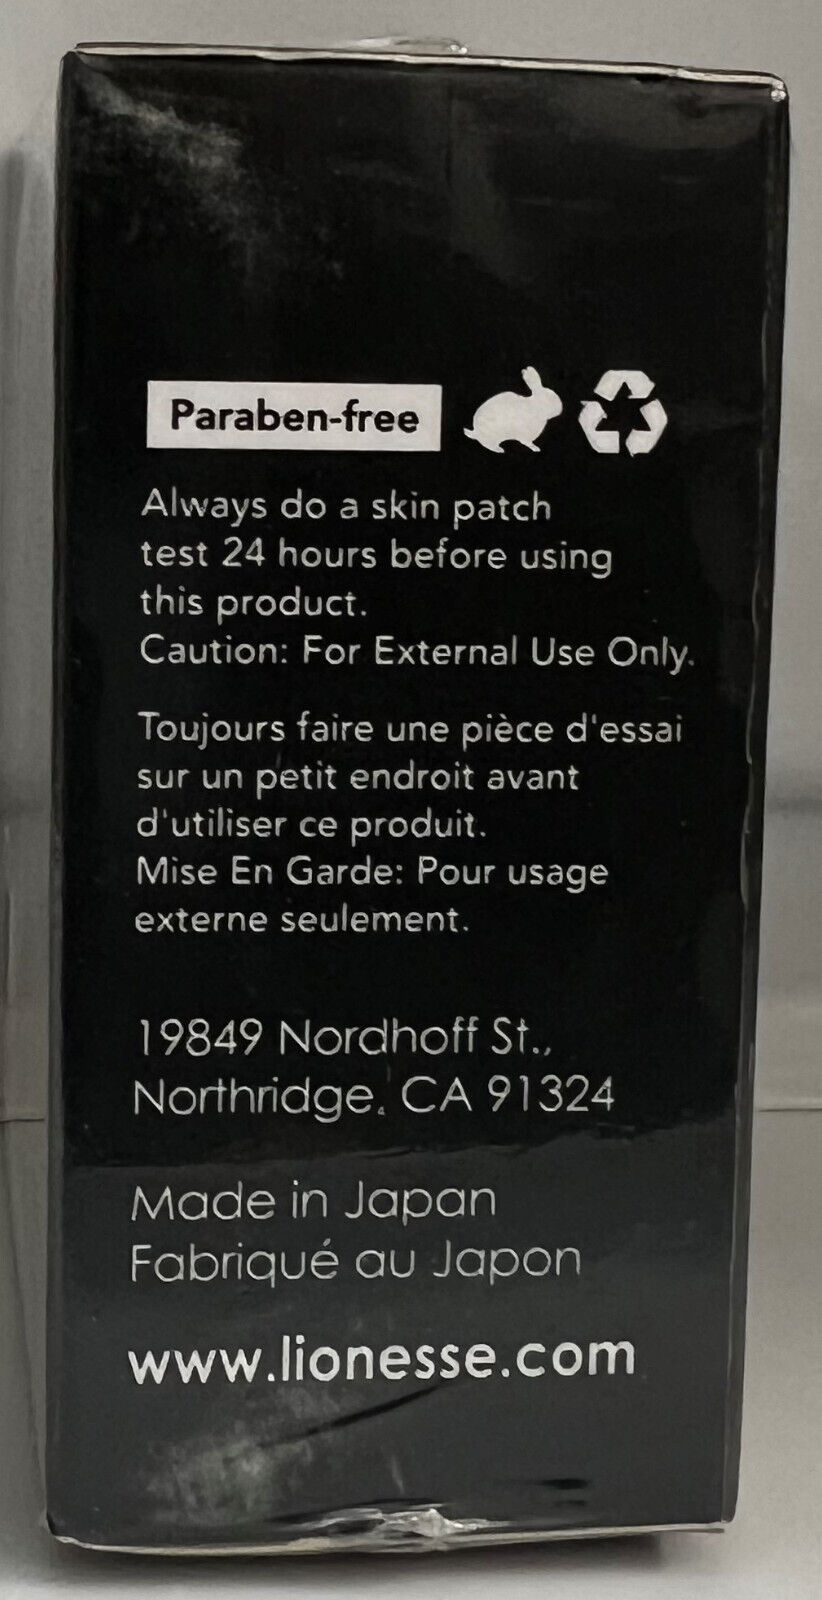 Paraben-free
Always do a skin patch
test 24 hours before using
this product.
Caution: For External Use Only.
Toujours faire une pièce d'essai
sur un petit endroit avant
d'utiliser ce produit.
Mise En Garde: Pour usage
externe seulement.
19849 Nordhoff St.,
Northridge, CA 91324
Made in Japan
Fabriqué au Japon
www.lionesse.com